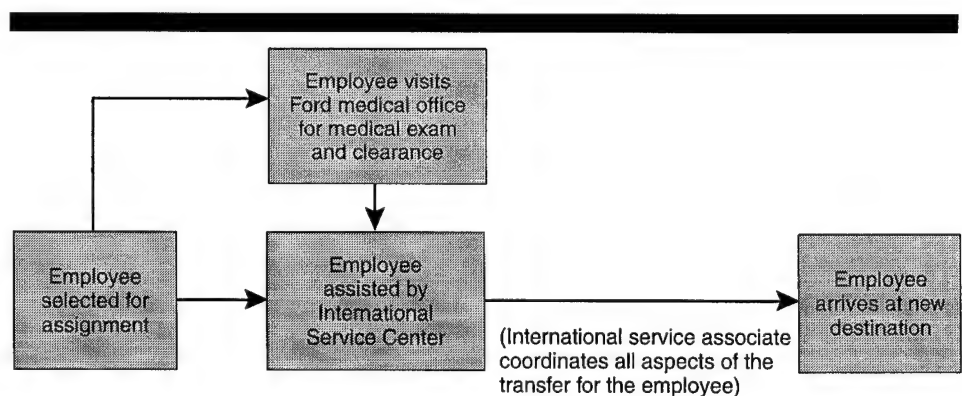 Employee visits
Ford medical office
for medical exam
and clearance
Employee
selected for
assignment
Employee
assisted by
International
Service Center
(International service associate
coordinates all aspects of the
transfer for the employee)
Employee
arrives at new
destination